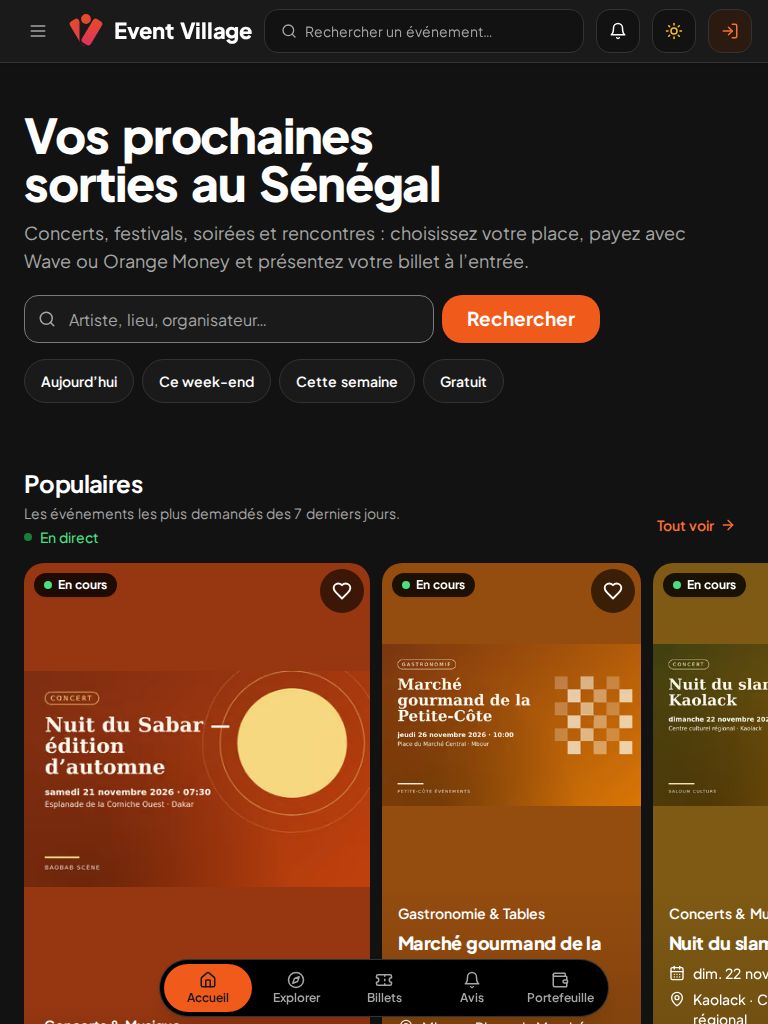 Event Village
Rechercher un événement...
Vos prochaines
sorties au Sénégal
Concerts, festivals, soirées et rencontres : choisissez votre place, payez avec
Wave ou Orange Money et présentez votre billet à l’entrée.
Artiste, lieu, organisateur...
Rechercher
Aujourd’hui
Ce week-end
Cette semaine
Gratuit
Populaires
Les événements les plus demandés des 7 derniers jours.
En direct
Tout voir
En cours
CONCERT
Nuit du Sabar —
édition
d’automne
samedi 21 novembre 2026 · 07:30
Esplanade de la Corniche Ouest · Dakar
BAOBAB SCÈNE
En cours
GASTRONOMIE
Marché
gourmand de la
Petite-Côte
jeudi 26 novembre 2026 · 10:00
Place du Marché Central · Mbour
PETITE-CÔTE ÉVÉNEMENTS
Gastronomie & Tables
Marché gourmand de la
En cours
CONCERT
Nuit du slam
Kaolack
dimanche 22 novembre 202
Centre culturel régional · Kaolack
SALOUM CULTURE
Concerts & Mu
Nuit du slam
dim. 22 nov
Kaolack · C
régional
Accueil
Explorer
Billets
Avis
Portefeuille